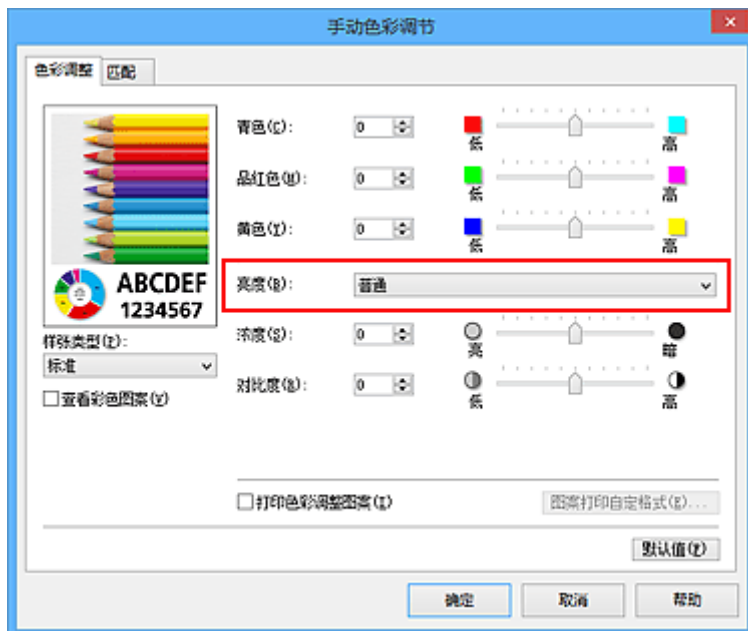 手动色彩调节
色彩调整 匹配
青色(C): 0 低 高
品红色(M): 0 低 高
黄色(Y): 0 低 高
ABCDEF
1234567
亮度(B): 普通
样张类型(P):
标准
浓度(S): 0 亮 暗
查看彩色图案(V)
对比度(R): 0 低 高
打印色彩调整图案(I) 图案打印自定格式(E)...
默认值(F)
确定 取消 帮助